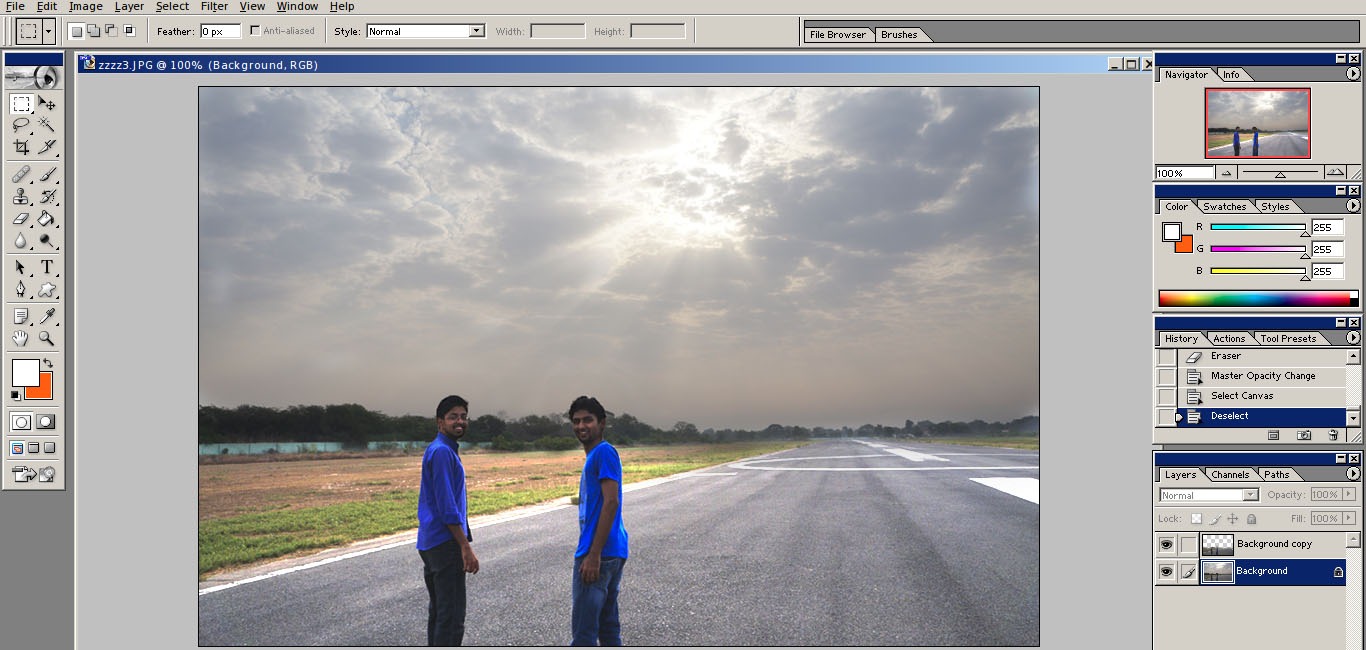 File Edit Image Layer Select Filter View Window Help
Feather: 0 px Anti-aliased Style: Normal Width: Height: File Browser Brushes
zzzz3.JPG @ 100% (Background, RGB)
Navigator Info
100%
Color Swatches Styles
R 255
G 255
B 255
History Actions Tool Presets
Eraser
Master Opacity Change
Select Canvas
Deselect
Layers Channels Paths
Normal Opacity: 100%
Lock: Fill: 100%
Background copy
Background